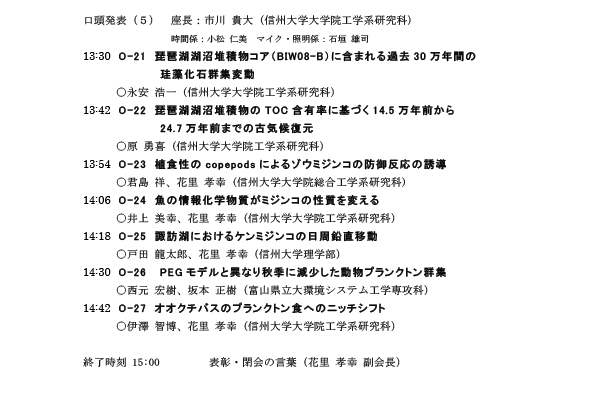 口頭発表（５）　座長：市川 貴大（信州大学大学院工学系研究科）
時間係：小松 仁美　マイク・照明係：石垣 雄司
13:30 O-21 琵琶湖湖沼堆積物コア（BIW08-B）に含まれる過去 30 万年間の
珪藻化石群集変動
○永安 浩一（信州大学大学院工学系研究科）
13:42 O-22 琵琶湖湖沼堆積物の TOC 含有率に基づく 14.5 万年前から
24.7 万年前までの古気候復元
○原 勇喜（信州大学大学院工学系研究科）
13:54 O-23 植食性の copepods によるゾウミジンコの防御反応の誘導
○君島 祥、花里 孝幸（信州大学大学院総合工学系研究科）
14:06 O-24 魚の情報化学物質がミジンコの性質を変える
○井上 美幸、花里 孝幸（信州大学大学院工学系研究科）
14:18 O-25 諏訪湖におけるケンミジンコの日周鉛直移動
○戸田 龍太郎、花里 孝幸（信州大学理学部）
14:30 O-26 PEG モデルと異なり秋季に減少した動物プランクトン群集
○西元 宏樹、坂本 正樹（富山県立大環境システム工学専攻科）
14:42 O-27 オオクチバスのプランクトン食へのニッチシフト
○伊澤 智博、花里 孝幸（信州大学大学院工学系研究科）
終了時刻 15:00　表彰・閉会の言葉（花里 孝幸 副会長）